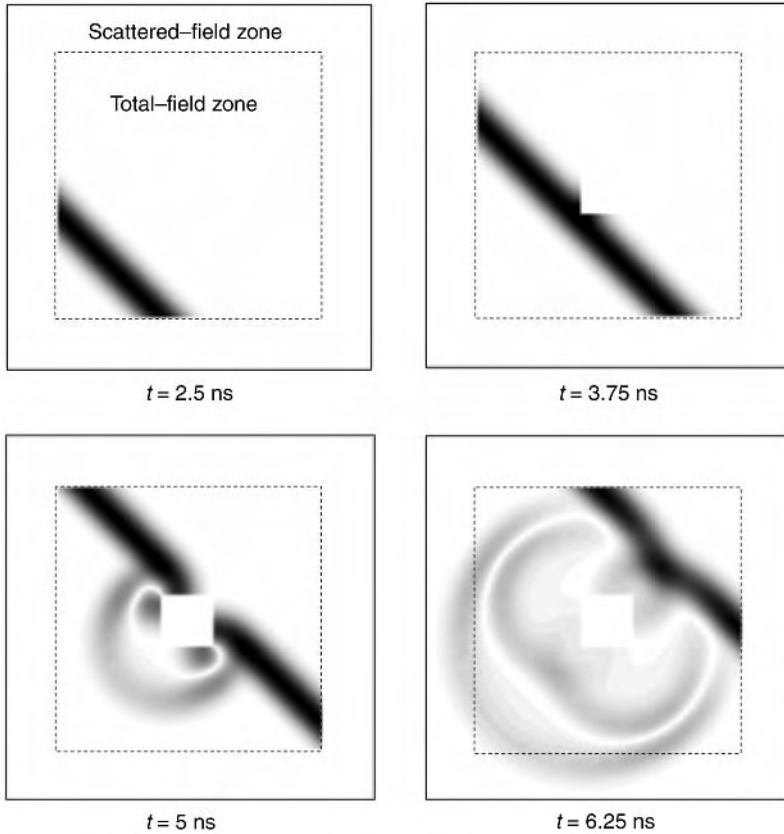 Scattered–field zone
Total–field zone
t = 2.5 ns
t = 3.75 ns
t = 5 ns
t = 6.25 ns